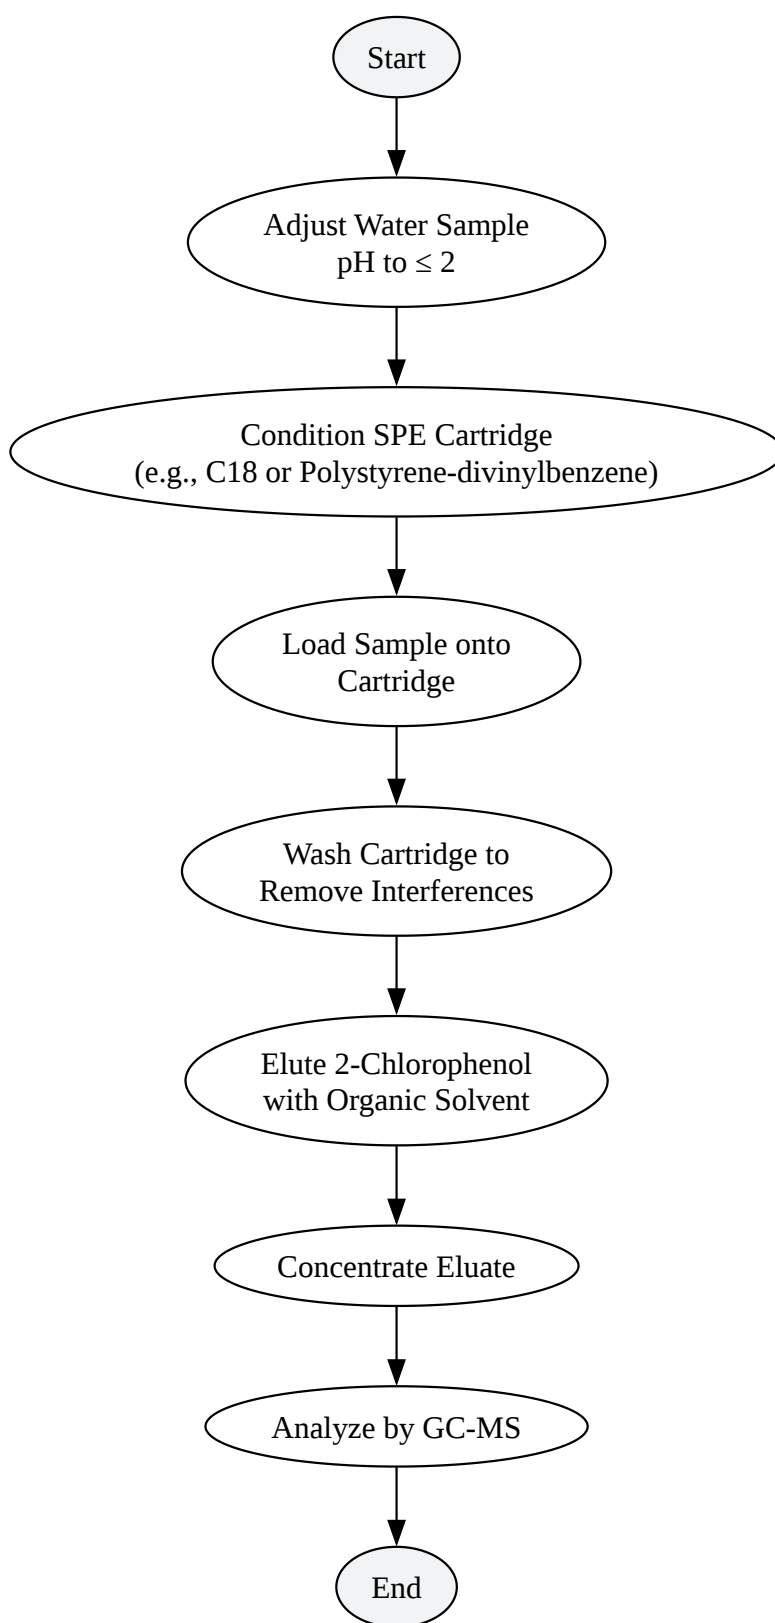 Start
Adjust Water Sample
pH to ≤ 2
Condition SPE Cartridge
(e.g., C18 or Polystyrene-divinylbenzene)
Load Sample onto
Cartridge
Wash Cartridge to
Remove Interferences
Elute 2-Chlorophenol
with Organic Solvent
Concentrate Eluate
Analyze by GC-MS
End